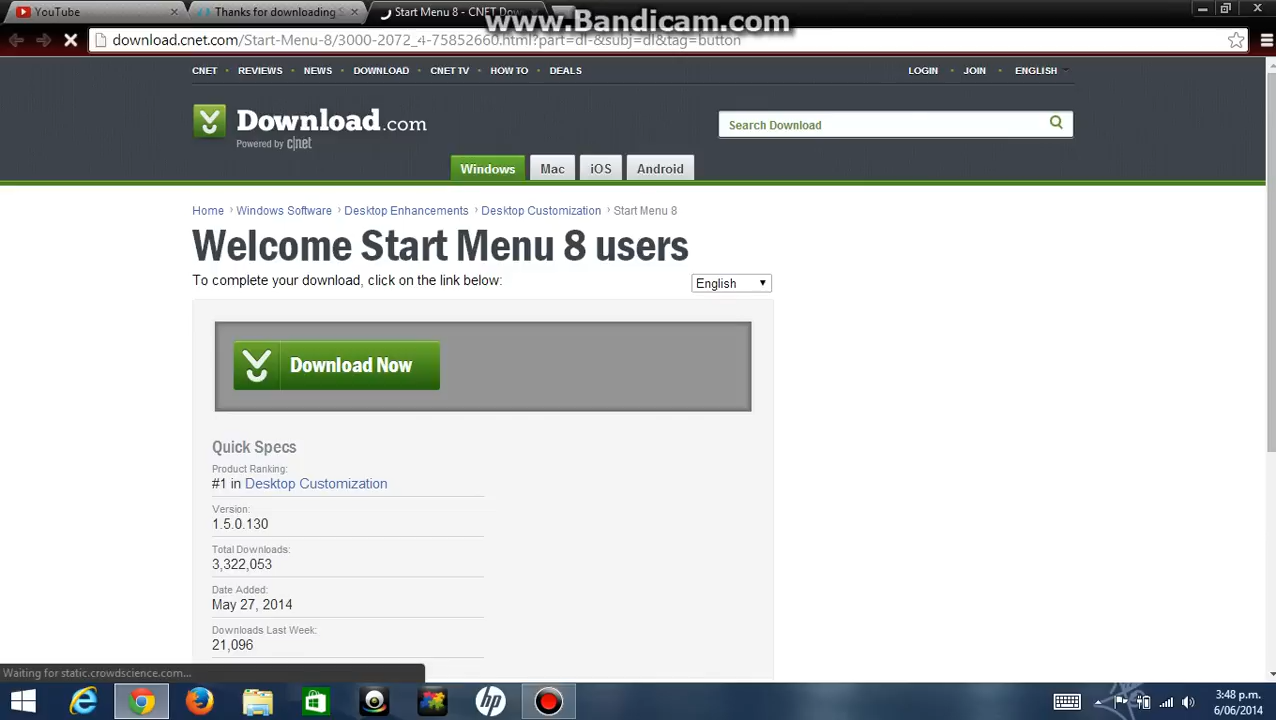 YouTube
Thanks for downloading S
Start Menu 8 - CNET Dow
www.Bandicam.com
download.cnet.com/Start-Menu-8/3000-2072_4-75852660.html?part=dl-&subj=dl&tag=button
CNET REVIEWS NEWS DOWNLOAD CNET TV HOW TO DEALS LOGIN JOIN ENGLISH
Download.com
Powered by c|net
Search Download
Windows Mac iOS Android
Home › Windows Software › Desktop Enhancements › Desktop Customization › Start Menu 8
Welcome Start Menu 8 users
To complete your download, click on the link below:
English
Download Now
Quick Specs
Product Ranking:
#1 in Desktop Customization
Version:
1.5.0.130
Total Downloads:
3,322,053
Date Added:
May 27, 2014
Downloads Last Week:
21,096
Waiting for static.crowdscience.com...
hp
3:48 p.m.
6/06/2014